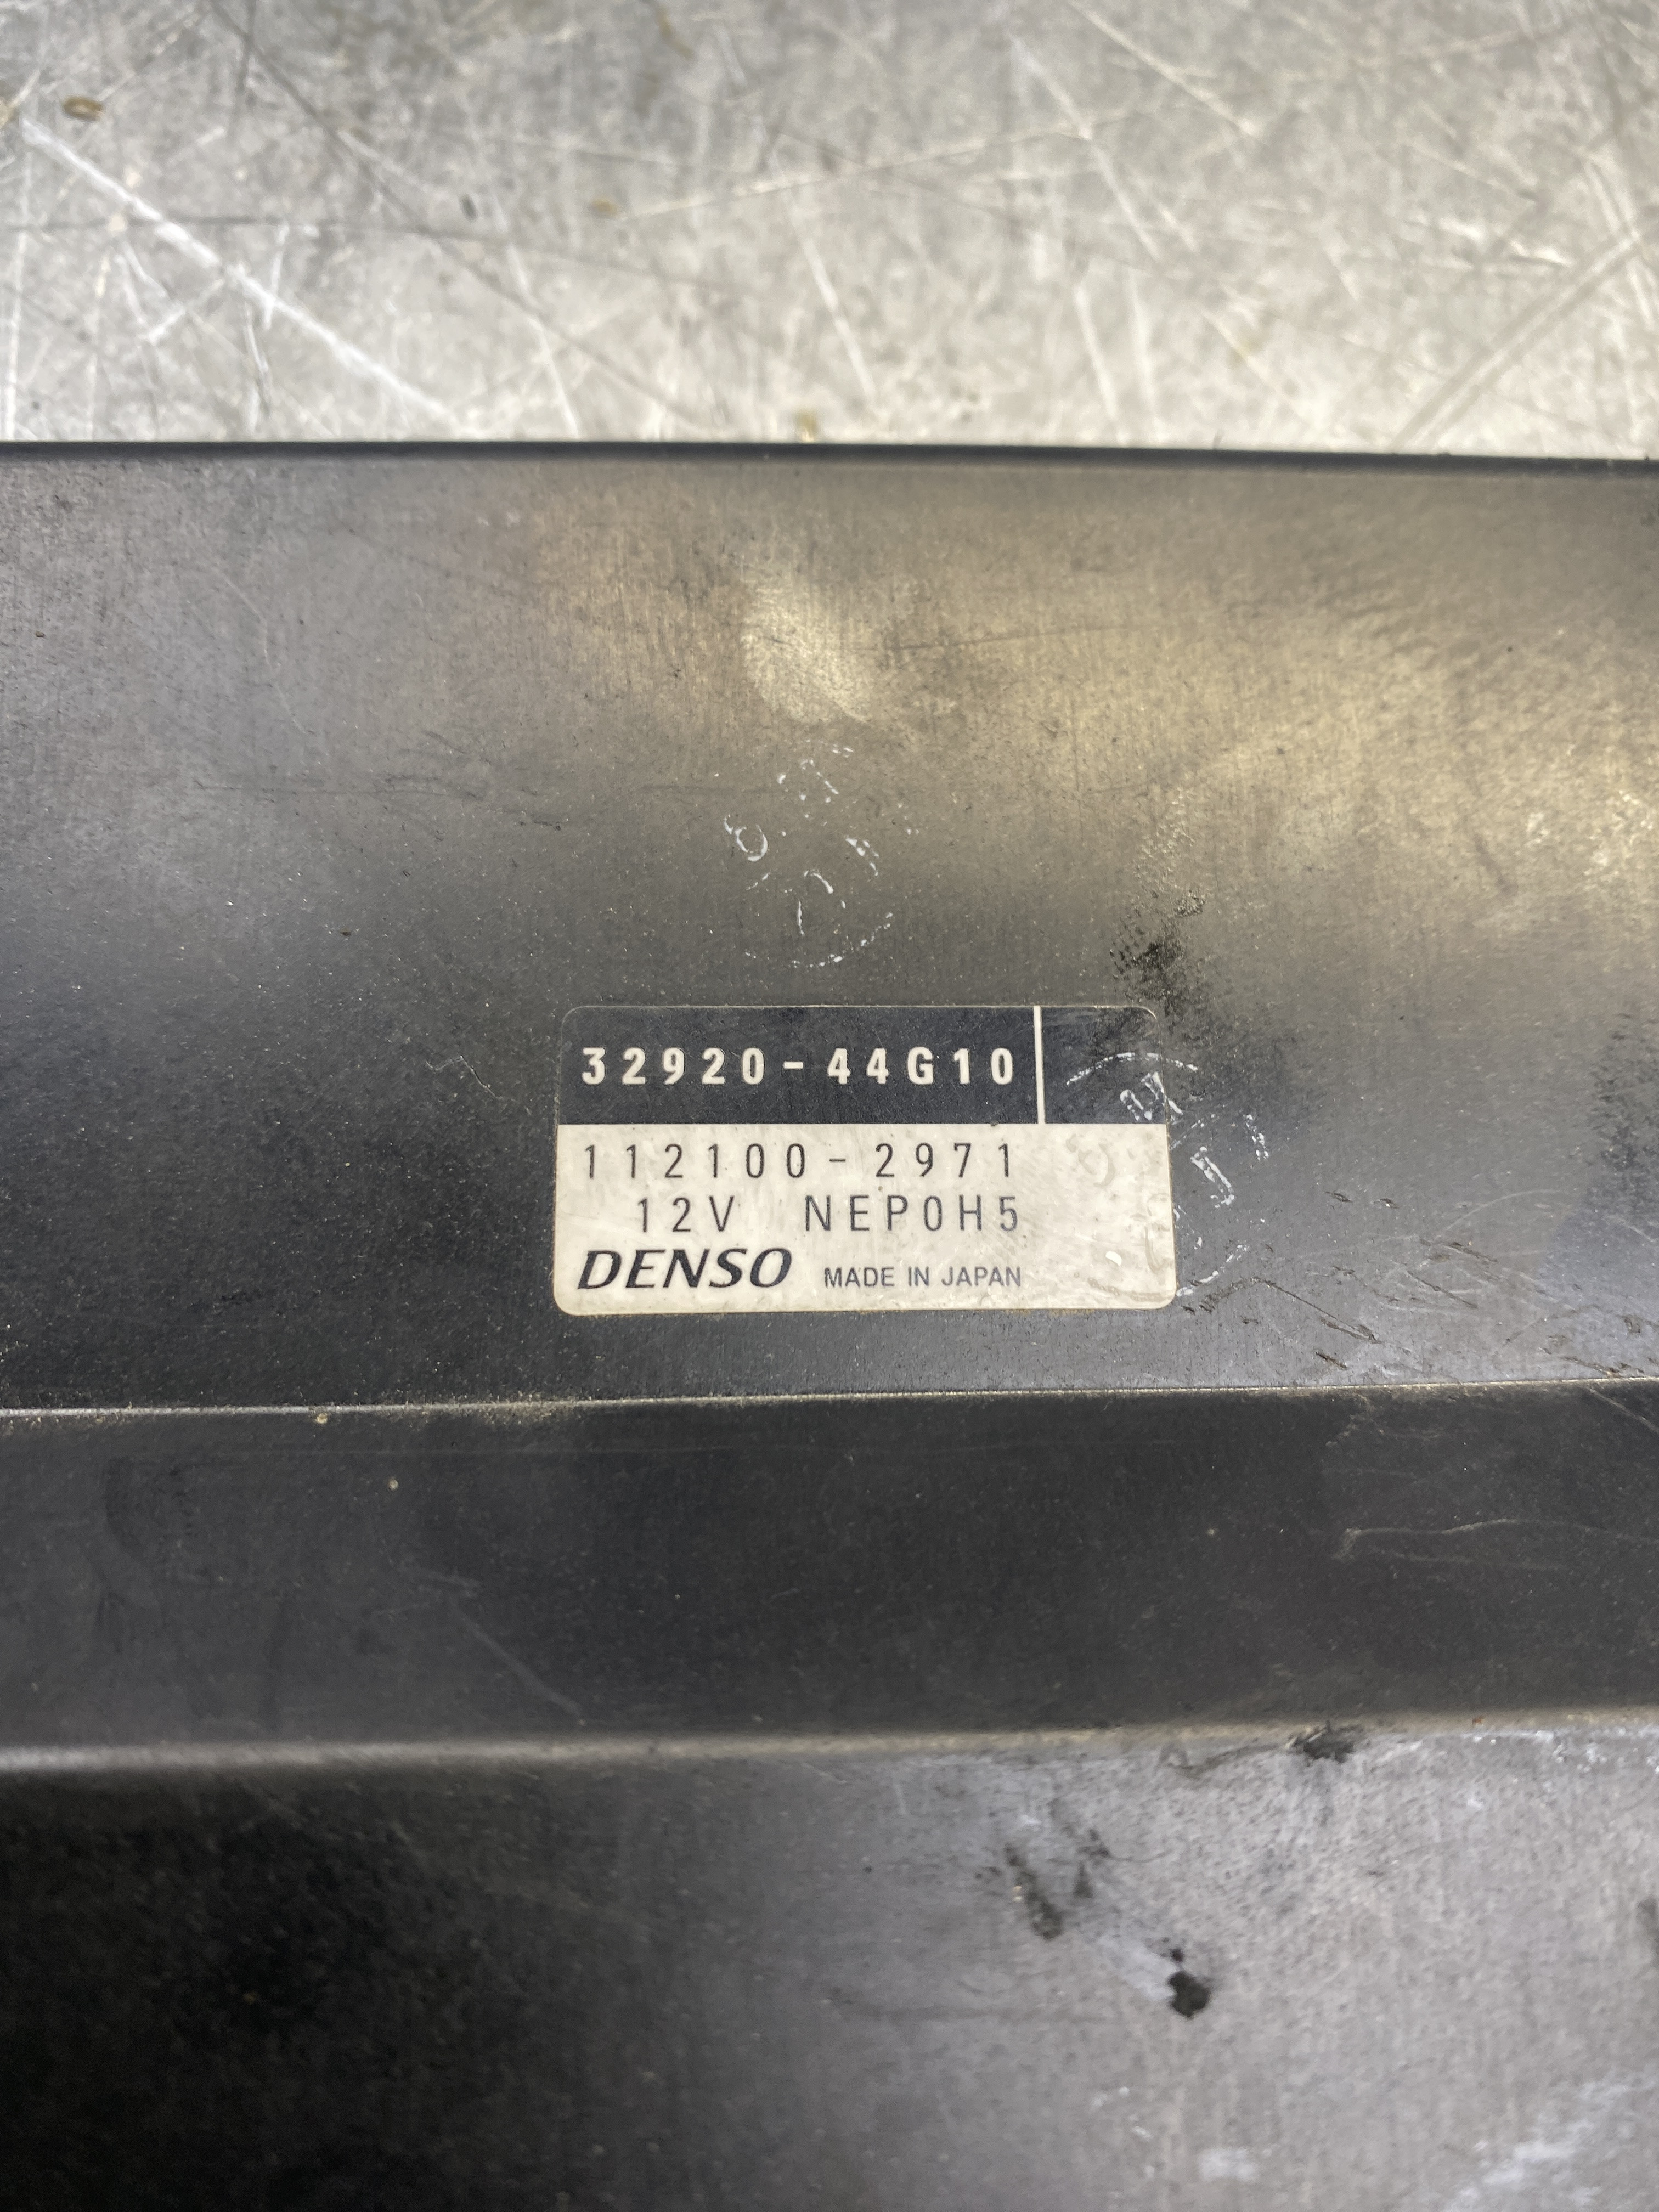 32920-44G10
112100-2971
12V NEP0H5
DENSO MADE IN JAPAN